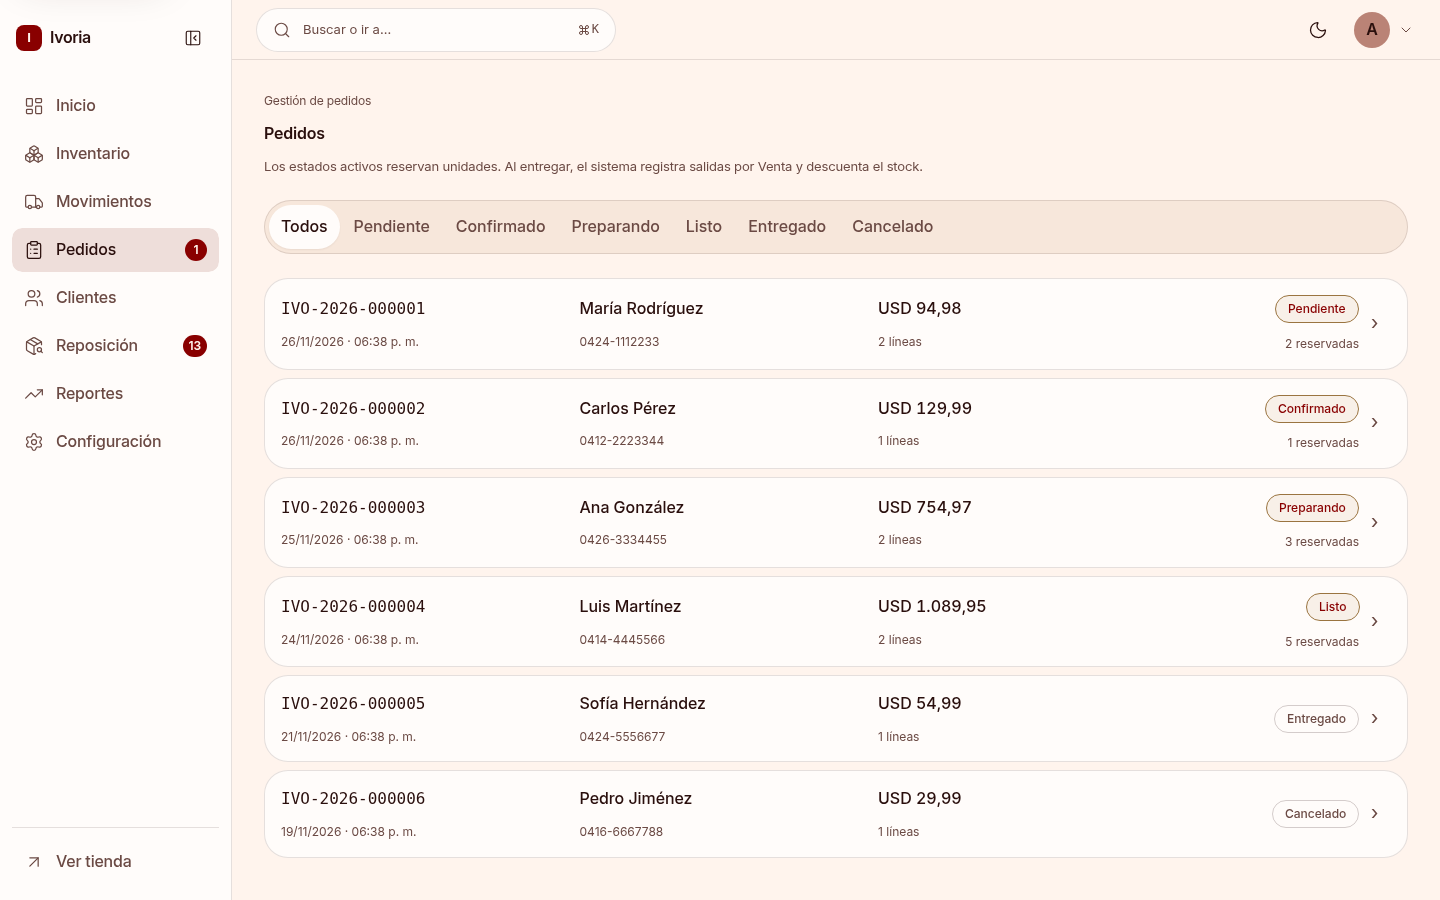 I Ivoria
Inicio
Inventario
Movimientos
Pedidos 1
Clientes
Reposición 13
Reportes
Configuración
Ver tienda
Buscar o ir a... ⌘K
A
Gestión de pedidos
Pedidos
Los estados activos reservan unidades. Al entregar, el sistema registra salidas por Venta y descuenta el stock.
Todos Pendiente Confirmado Preparando Listo Entregado Cancelado
IVO-2026-000001 María Rodríguez USD 94,98 Pendiente
26/11/2026 · 06:38 p. m. 0424-1112233 2 líneas 2 reservadas
IVO-2026-000002 Carlos Pérez USD 129,99 Confirmado
26/11/2026 · 06:38 p. m. 0412-2223344 1 líneas 1 reservadas
IVO-2026-000003 Ana González USD 754,97 Preparando
25/11/2026 · 06:38 p. m. 0426-3334455 2 líneas 3 reservadas
IVO-2026-000004 Luis Martínez USD 1.089,95 Listo
24/11/2026 · 06:38 p. m. 0414-4445566 2 líneas 5 reservadas
IVO-2026-000005 Sofía Hernández USD 54,99 Entregado
21/11/2026 · 06:38 p. m. 0424-5556677 1 líneas
IVO-2026-000006 Pedro Jiménez USD 29,99 Cancelado
19/11/2026 · 06:38 p. m. 0416-6667788 1 líneas